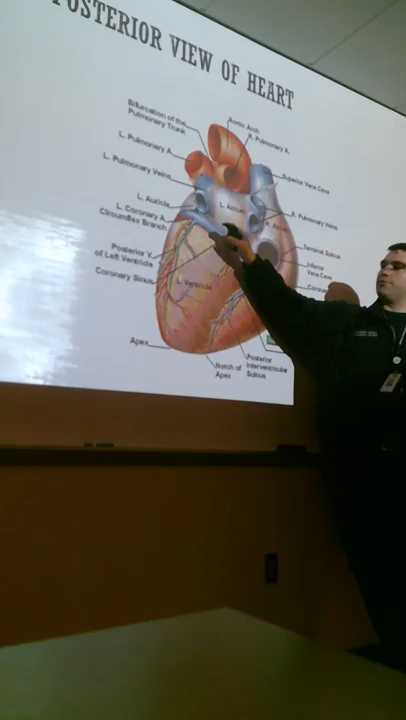 POSTERIOR VIEW OF HEART
Bifurcation of the
Pulmonary Trunk
Aortic Arch
R. Pulmonary A.
L. Pulmonary A.
L. Pulmonary Veins
Superior Vena Cava
L. Auricle
L. Atrium
R. Pulmonary Veins
L. Coronary A.
Circumflex Branch
Terminal Sulcus
Posterior V.
of Left Ventricle
Inferior
Vena Cava
Coronary Sinus
L. Ventricle
Apex
Posterior
Interventricular
Sulcus
Notch of
Apex